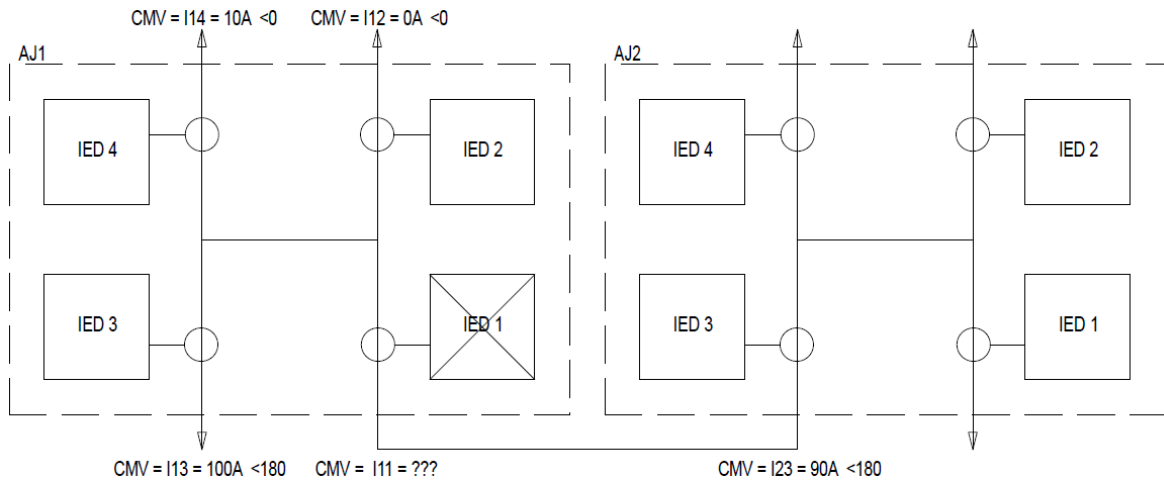 CMV = I14 = 10A <0
CMV = I12 = 0A <0
AJ1
AJ2
IED 4
IED 2
IED 4
IED 2
IED 3
IED 1
IED 3
IED 1
CMV = I13 = 100A <180
CMV = I11 = ???
CMV = I23 = 90A <180